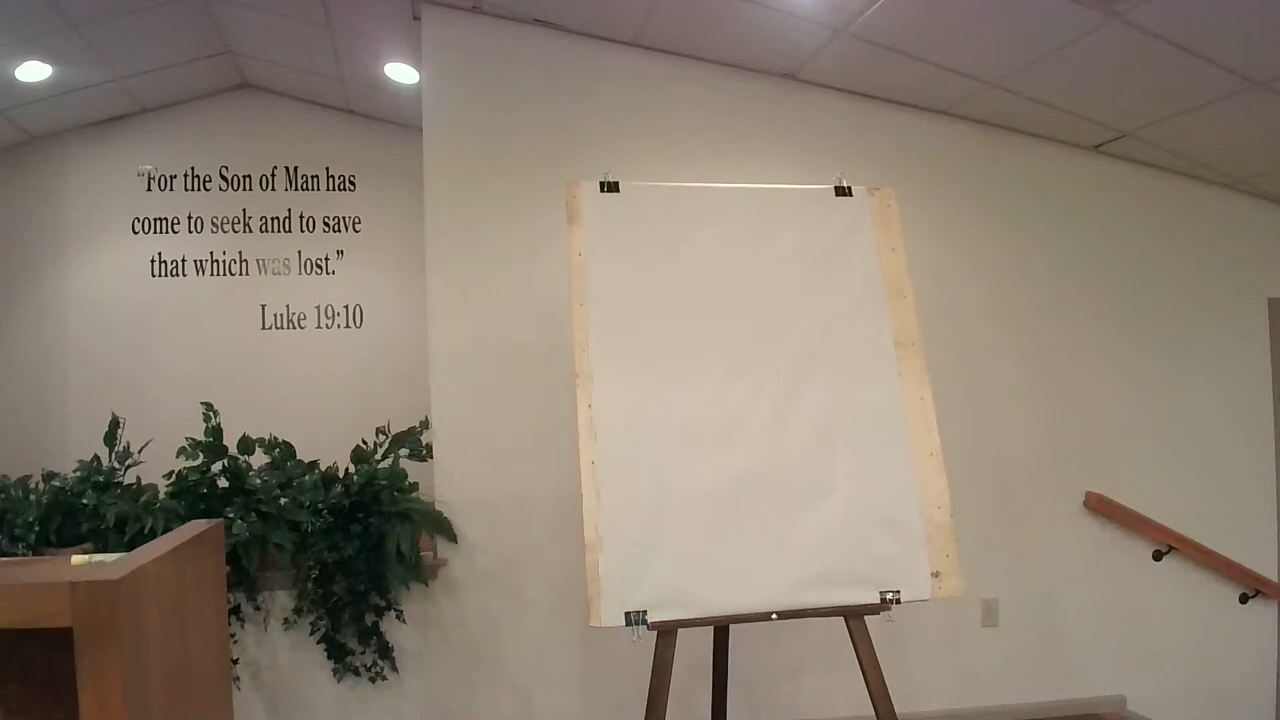 “For the Son of Man has
come to seek and to save
that which was lost.”
Luke 19:10